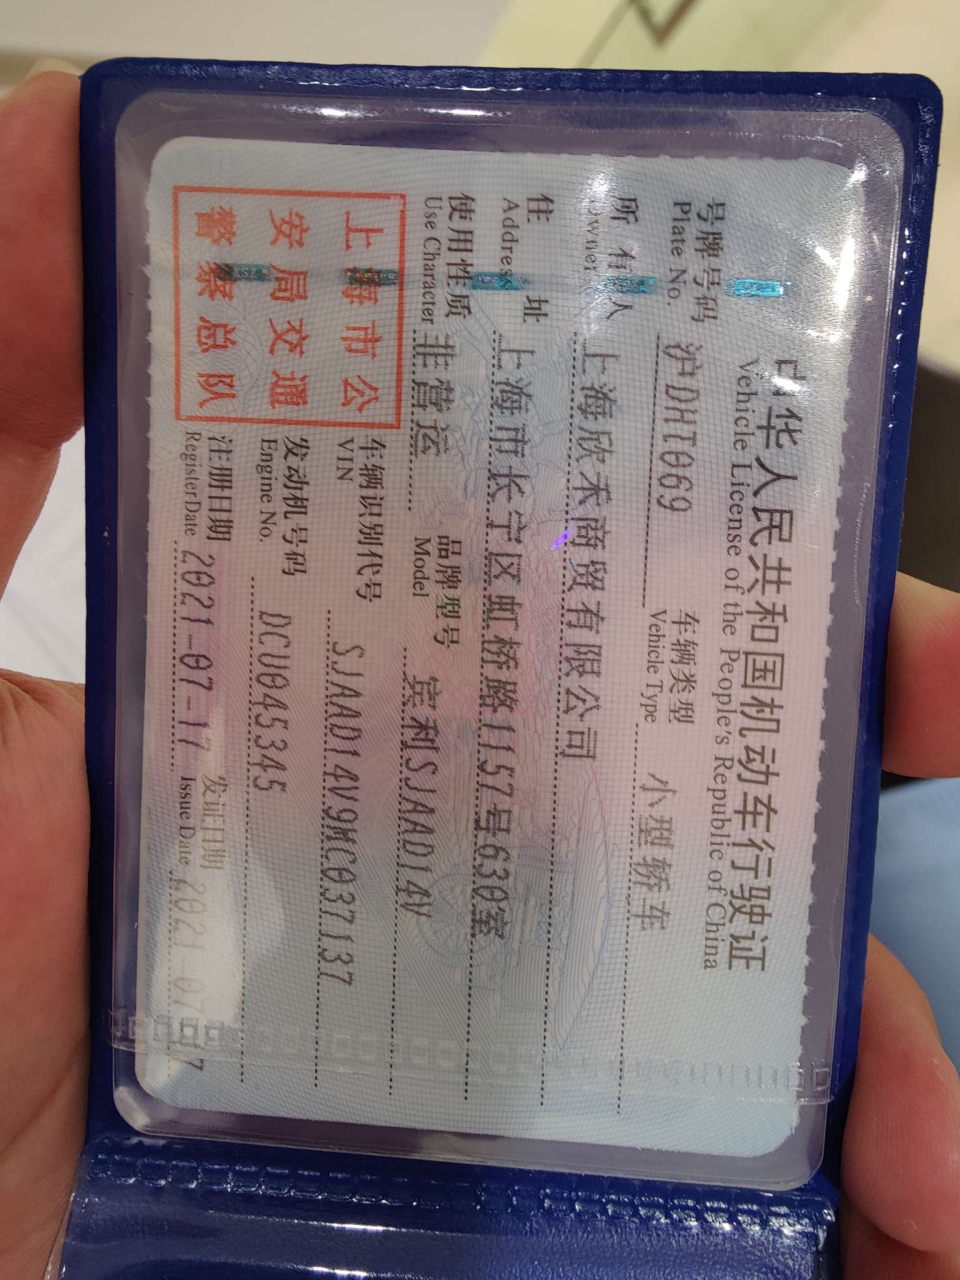 中华人民共和国机动车行驶证
Vehicle License of the People's Republic of China
号牌号码 Plate No. 沪DHT069 车辆类型 Vehicle Type 小型轿车
所有人 Owner 上海欣禾商贸有限公司
住址 Address 上海市长宁区虹桥路1157号630室
使用性质 Use Character 非营运 品牌型号 Model 宾利SJAAD14V
车辆识别代号 VIN SJAAD14V9MC037137
发动机号码 Engine No. DCU045345
注册日期 Register Date 2021-07-17 发证日期 Issue Date 2021-07-
上海市公
安局交通
警察总队